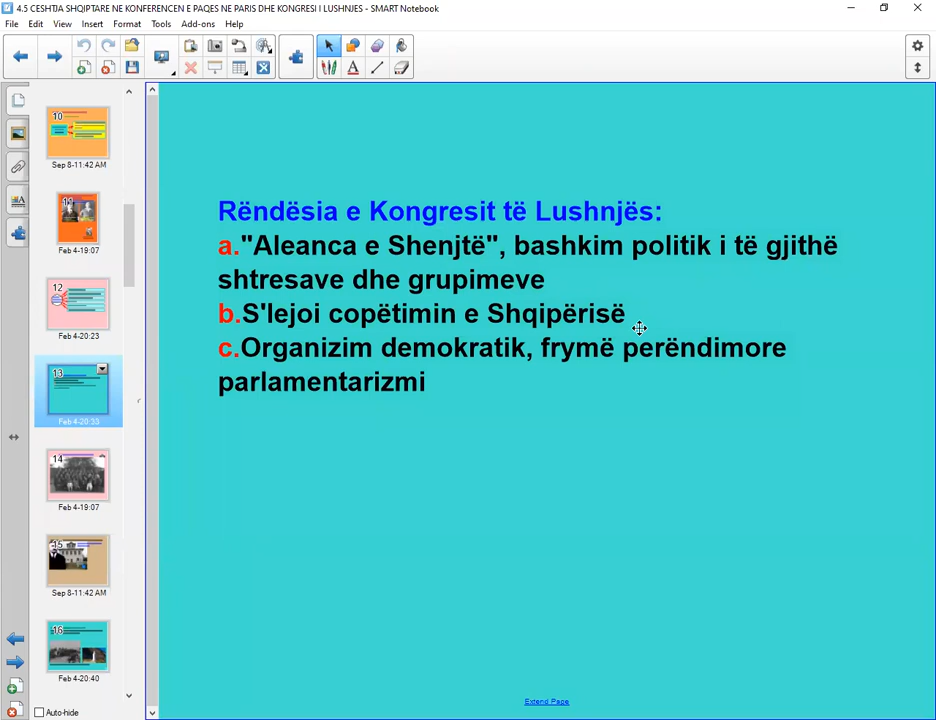 4.5 CESHTJA SHQIPTARE NE KONFERENCEN E PAQES NE PARIS DHE KONGRESI I LUSHNJES - SMART Notebook
File Edit View Insert Format Tools Add-ons Help
10
Sep 8-11:42 AM
11
Feb 4-19:07
12
Feb 4-20:23
13
Feb 4-20:33
14
Feb 4-19:07
15
Sep 8-11:42 AM
16
Feb 4-20:40
Auto-hide
Rëndësia e Kongresit të Lushnjës:
a."Aleanca e Shenjtë", bashkim politik i të gjithë
shtresave dhe grupimeve
b.S'lejoi copëtimin e Shqipërisë
c.Organizim demokratik, frymë perëndimore
parlamentarizmi
Extend Page